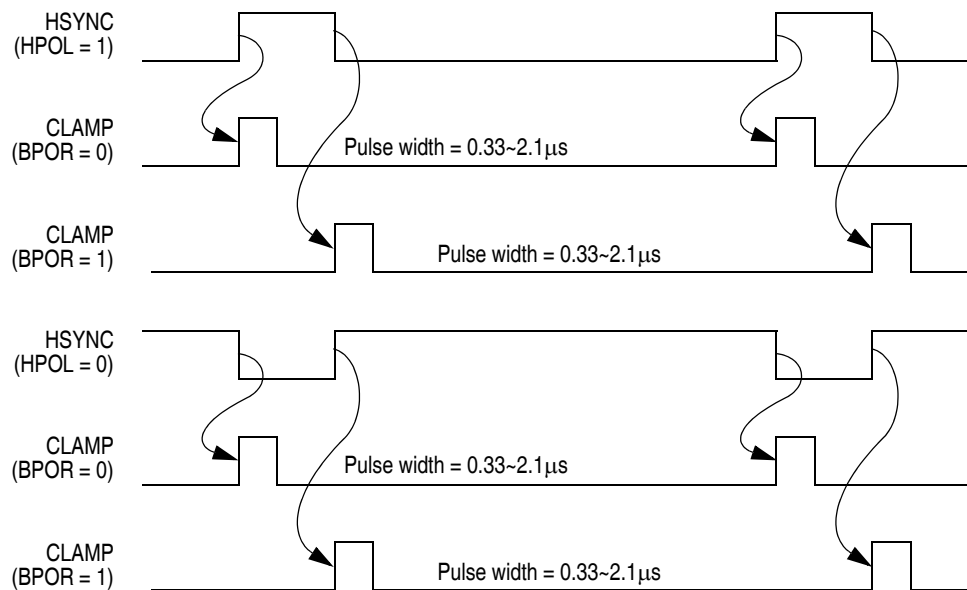 HSYNC
(HPOL = 1)
CLAMP
(BPOR = 0)
Pulse width = 0.33~2.1μs
CLAMP
(BPOR = 1)
Pulse width = 0.33~2.1μs
HSYNC
(HPOL = 0)
CLAMP
(BPOR = 0)
Pulse width = 0.33~2.1μs
CLAMP
(BPOR = 1)
Pulse width = 0.33~2.1μs